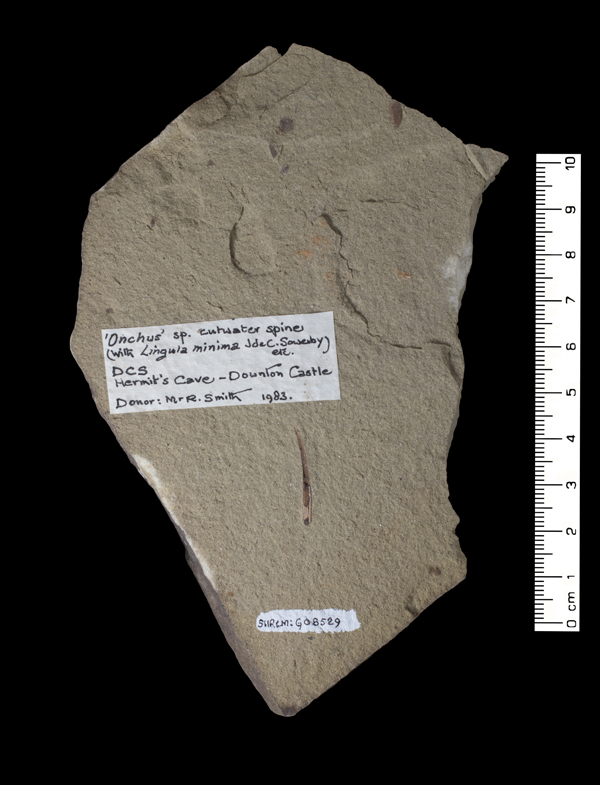 'Onchus' sp. cutwater spines
(with Lingula minima J de C. Sowerby)
etc.
DCS
Hermit's Cave - Downton Castle
Donor: Mr R. Smith 1983.
SHRCM: G08529
10
9
8
7
6
5
4
3
2
1
0 cm